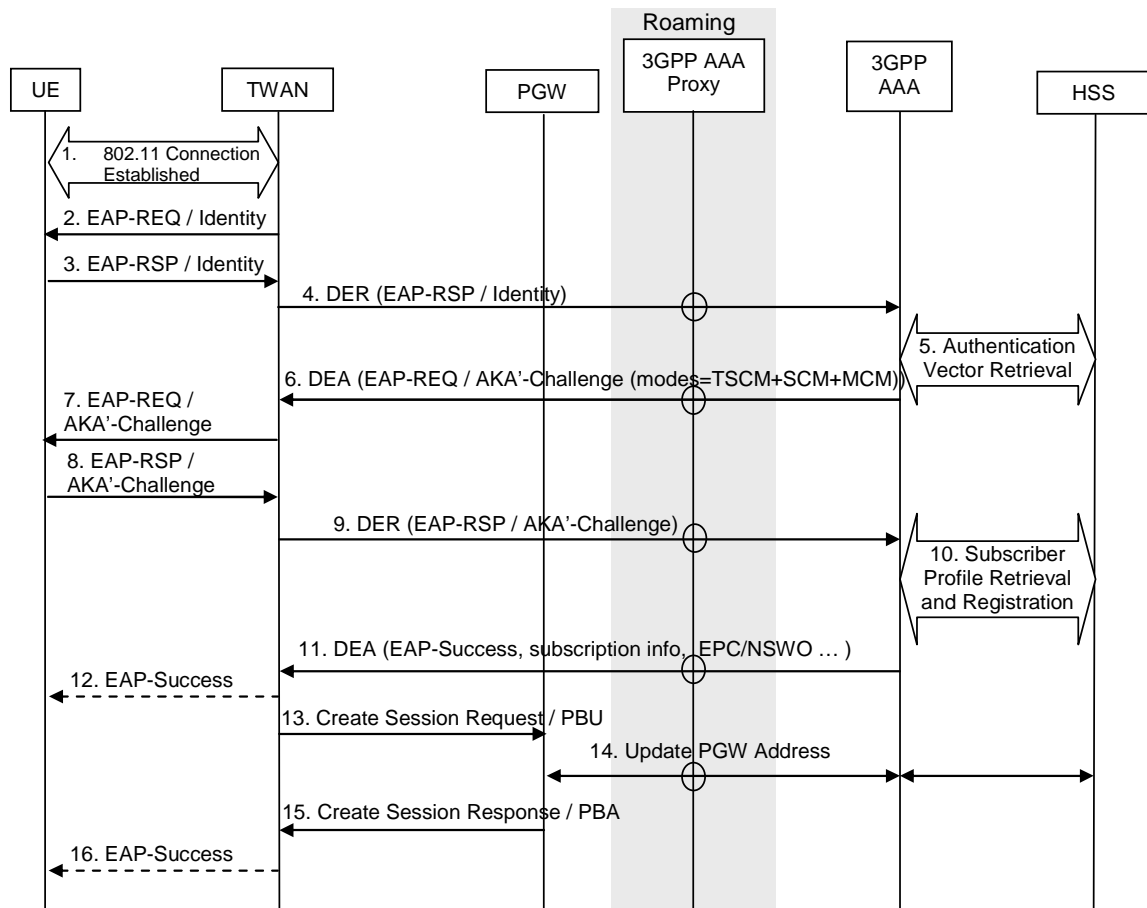 Roaming
UE
TWAN
PGW
3GPP AAA
Proxy
3GPP
AAA
HSS
1. 802.11 Connection
Established
2. EAP-REQ / Identity
3. EAP-RSP / Identity
4. DER (EAP-RSP / Identity)
5. Authentication
Vector Retrieval
6. DEA (EAP-REQ / AKA'-Challenge (modes=TSCM+SCM+MCM))
7. EAP-REQ /
AKA'-Challenge
8. EAP-RSP /
AKA'-Challenge
9. DER (EAP-RSP / AKA'-Challenge)
10. Subscriber
Profile Retrieval
and Registration
11. DEA (EAP-Success, subscription info, EPC/NSWO … )
12. EAP-Success
13. Create Session Request / PBU
14. Update PGW Address
15. Create Session Response / PBA
16. EAP-Success